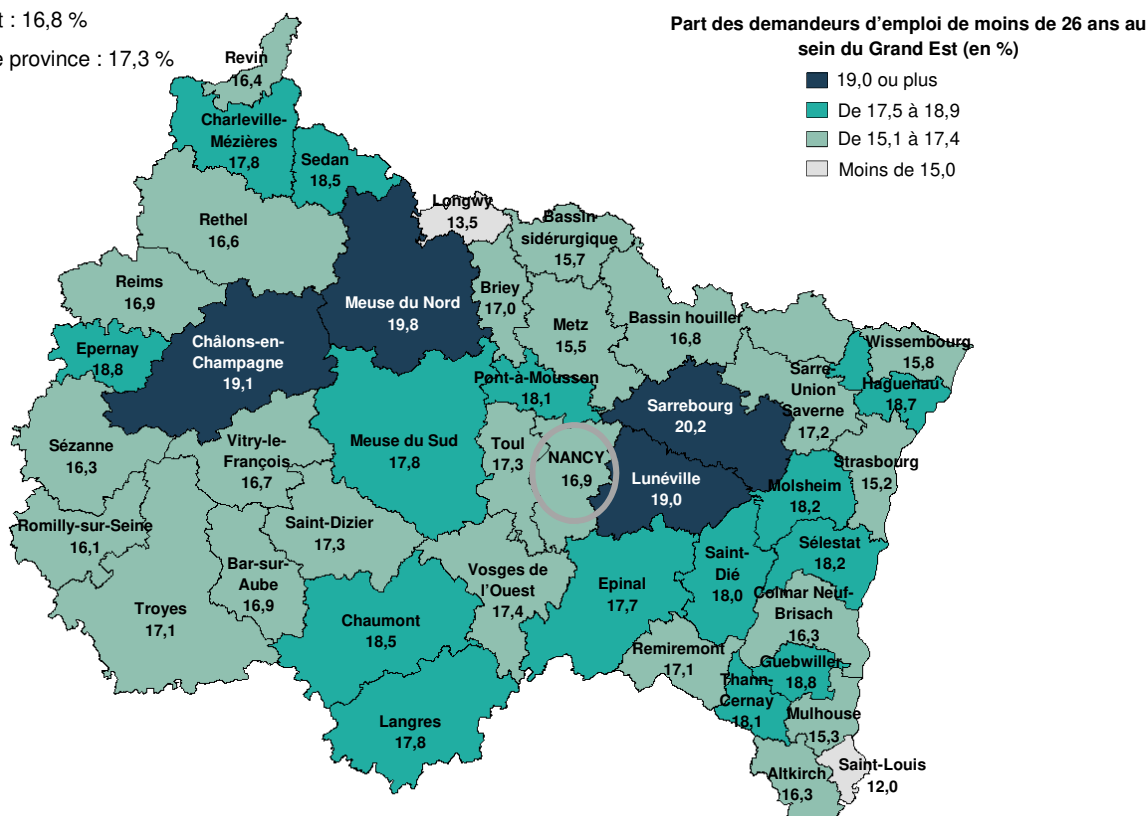 t : 16,8 %
e province : 17,3 %
Part des demandeurs d'emploi de moins de 26 ans au
sein du Grand Est (en %)
19,0 ou plus
De 17,5 à 18,9
De 15,1 à 17,4
Moins de 15,0
Revin
16,4
Charleville-
Mézières
17,8
Sedan
18,5
Rethel
16,6
Longwy
13,5
Bassin
sidérurgique
15,7
Reims
16,9
Meuse du Nord
19,8
Briey
17,0
Metz
15,5
Bassin houiller
16,8
Wissembourg
15,8
Epernay
18,8
Châlons-en-
Champagne
19,1
Pont-à-Mousson
18,1
Sarre-
Union
Saverne
17,2
Haguenau
18,7
Sarrebourg
20,2
Sézanne
16,3
Vitry-le-
François
16,7
Meuse du Sud
17,8
Toul
17,3
NANCY
16,9
Lunéville
19,0
Strasbourg
15,2
Molsheim
18,2
Romilly-sur-Seine
16,1
Saint-Dizier
17,3
Sélestat
18,2
Bar-sur-
Aube
16,9
Vosges de
l'Ouest
17,4
Epinal
17,7
Saint-
Dié
18,0
Colmar Neuf-
Brisach
16,3
Troyes
17,1
Chaumont
18,5
Remiremont
17,1
Guebwiller
18,8
Thann-
Cernay
18,1
Mulhouse
15,3
Langres
17,8
Altkirch
16,3
Saint-Louis
12,0